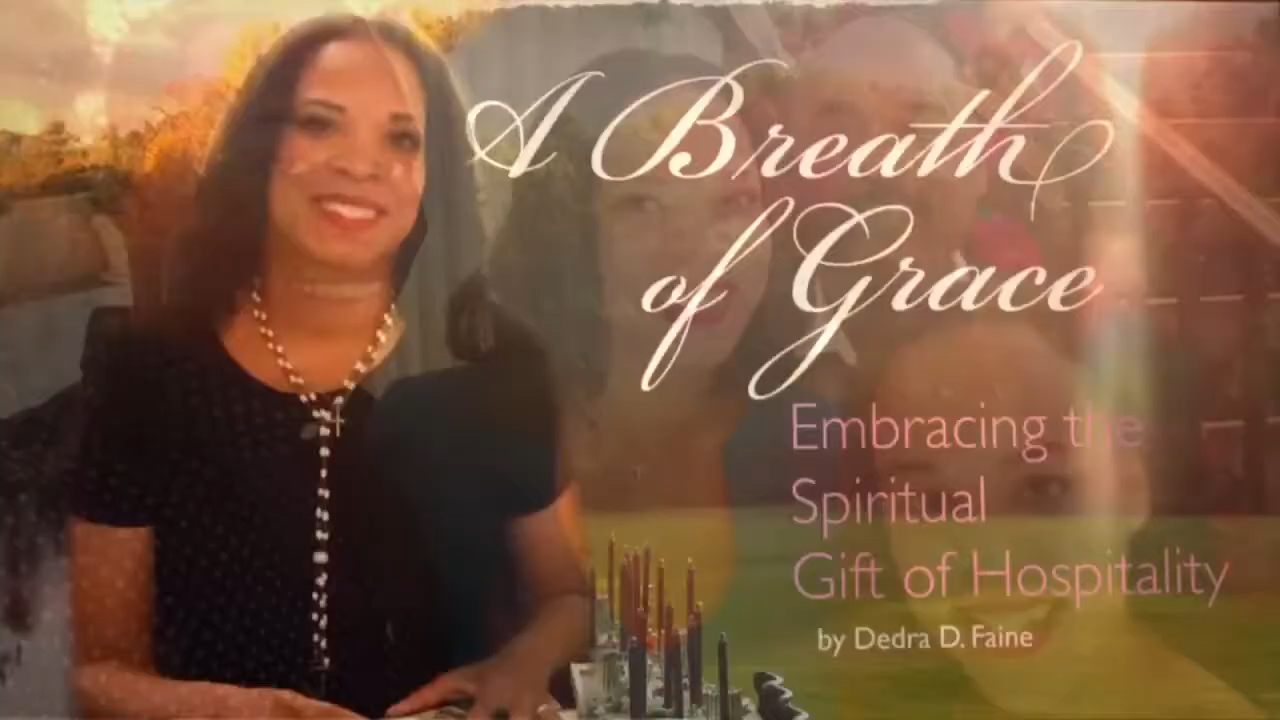 A Breath
of Grace
Embracing the
Spiritual
Gift of Hospitality
by Dedra D. Faine